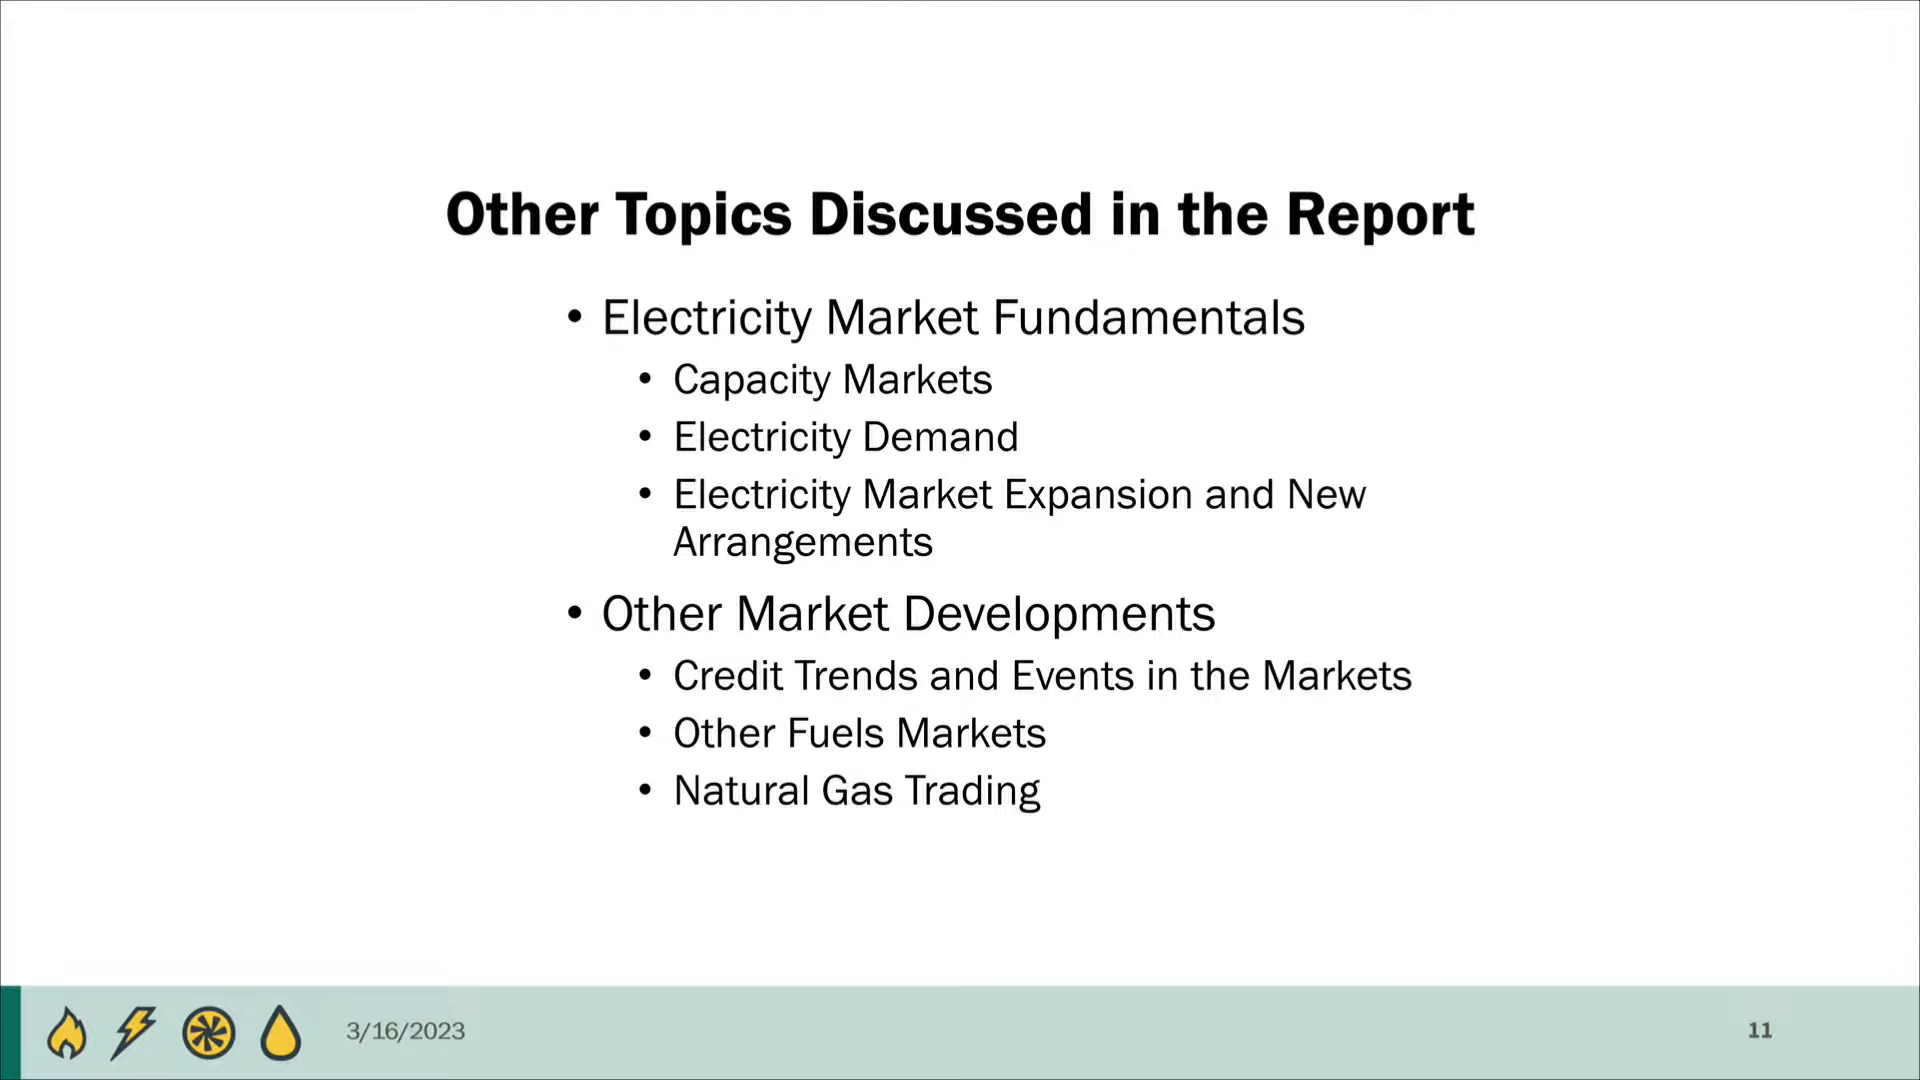 Other Topics Discussed in the Report
• Electricity Market Fundamentals
• Capacity Markets
• Electricity Demand
• Electricity Market Expansion and New
Arrangements
• Other Market Developments
• Credit Trends and Events in the Markets
• Other Fuels Markets
• Natural Gas Trading
3/16/2023
11